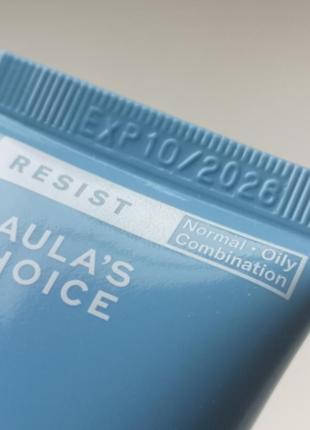 EXP10/2026
RESIST
Normal • Oily
Combination
AULA'S
HOICE